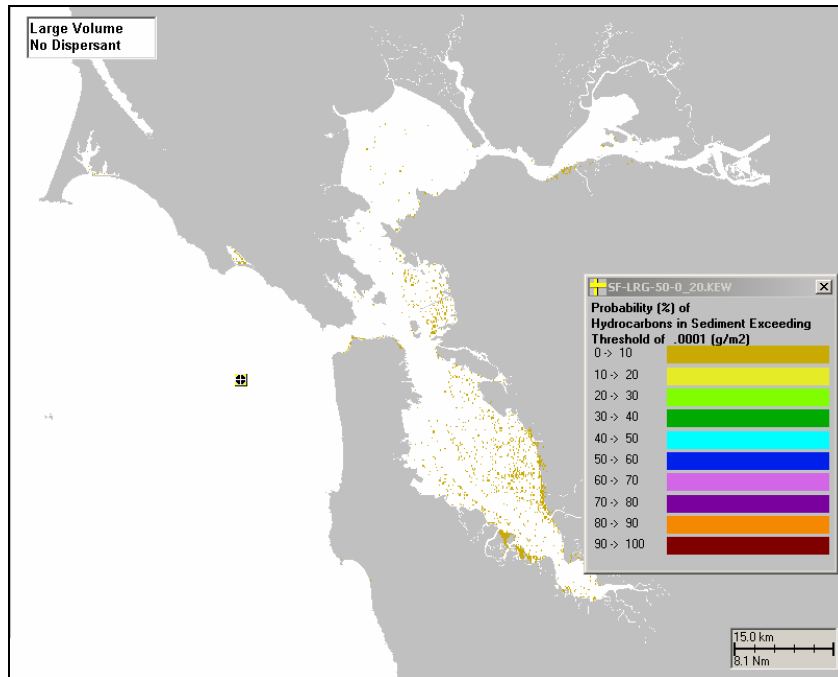 Large Volume
No Dispersant
SF-LRG-50-0_20.KEW
Probability (%) of
Hydrocarbons in Sediment Exceeding
Threshold of .0001 (g/m2)
0 -> 10
10 -> 20
20 -> 30
30 -> 40
40 -> 50
50 -> 60
60 -> 70
70 -> 80
80 -> 90
90 -> 100
15.0 km
8.1 Nm